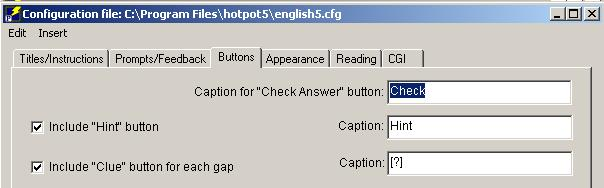 Configuration file: C:\Program Files\hotpot5\english5.cfg
Edit Insert
Titles/Instructions Prompts/Feedback Buttons Appearance Reading CGI
Caption for "Check Answer" button: Check
Include "Hint" button Caption: Hint
Include "Clue" button for each gap Caption: [?]